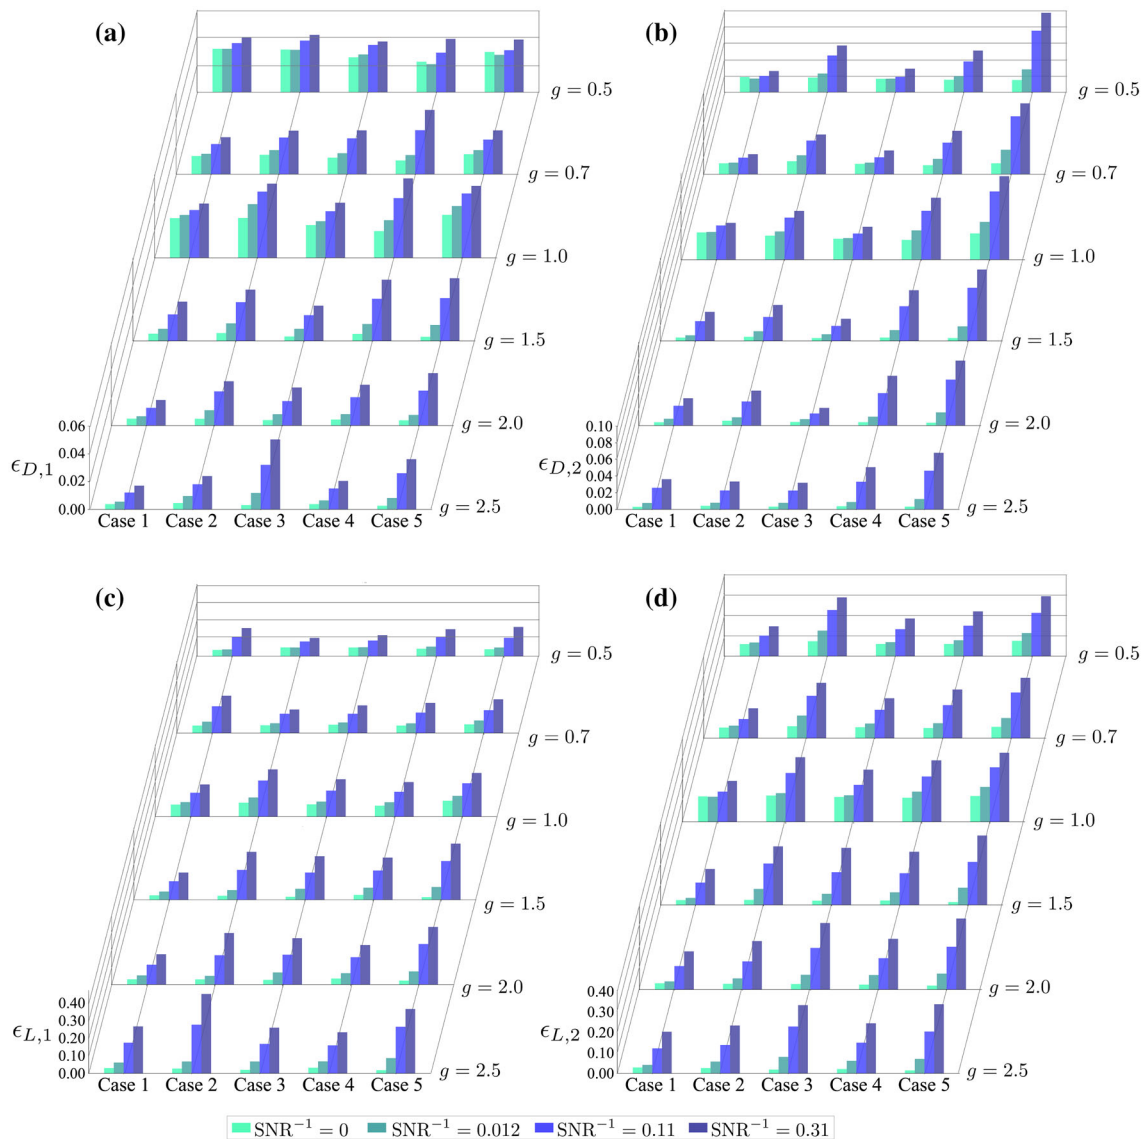 (a)
g = 0.5
g = 0.7
g = 1.0
g = 1.5
g = 2.0
g = 2.5
0.06
0.04
0.02
0.00
ϵ_{D,1}
Case 1 Case 2 Case 3 Case 4 Case 5
(b)
g = 0.5
g = 0.7
g = 1.0
g = 1.5
g = 2.0
g = 2.5
0.10
0.08
0.06
0.04
0.02
0.00
ϵ_{D,2}
Case 1 Case 2 Case 3 Case 4 Case 5
(c)
g = 0.5
g = 0.7
g = 1.0
g = 1.5
g = 2.0
g = 2.5
0.40
0.30
0.20
0.10
0.00
ϵ_{L,1}
Case 1 Case 2 Case 3 Case 4 Case 5
(d)
g = 0.5
g = 0.7
g = 1.0
g = 1.5
g = 2.0
g = 2.5
0.40
0.30
0.20
0.10
0.00
ϵ_{L,2}
Case 1 Case 2 Case 3 Case 4 Case 5
SNR⁻¹ = 0 SNR⁻¹ = 0.012 SNR⁻¹ = 0.11 SNR⁻¹ = 0.31